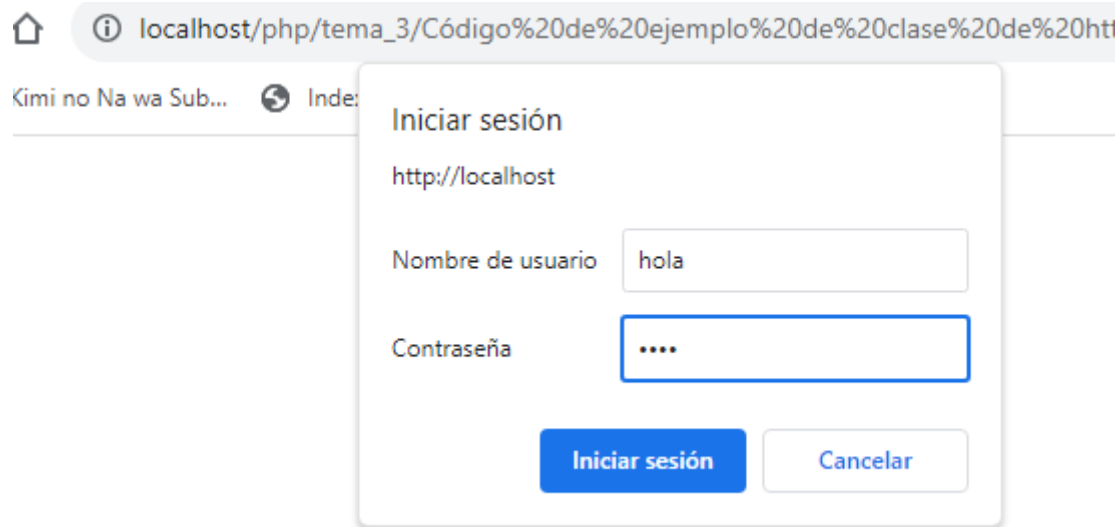 localhost/php/tema_3/Código%20de%20ejemplo%20de%20clase%20de%20htt
Kimi no Na wa Sub... Inde
Iniciar sesión
http://localhost
Nombre de usuario hola
Contraseña ••••
Iniciar sesión Cancelar